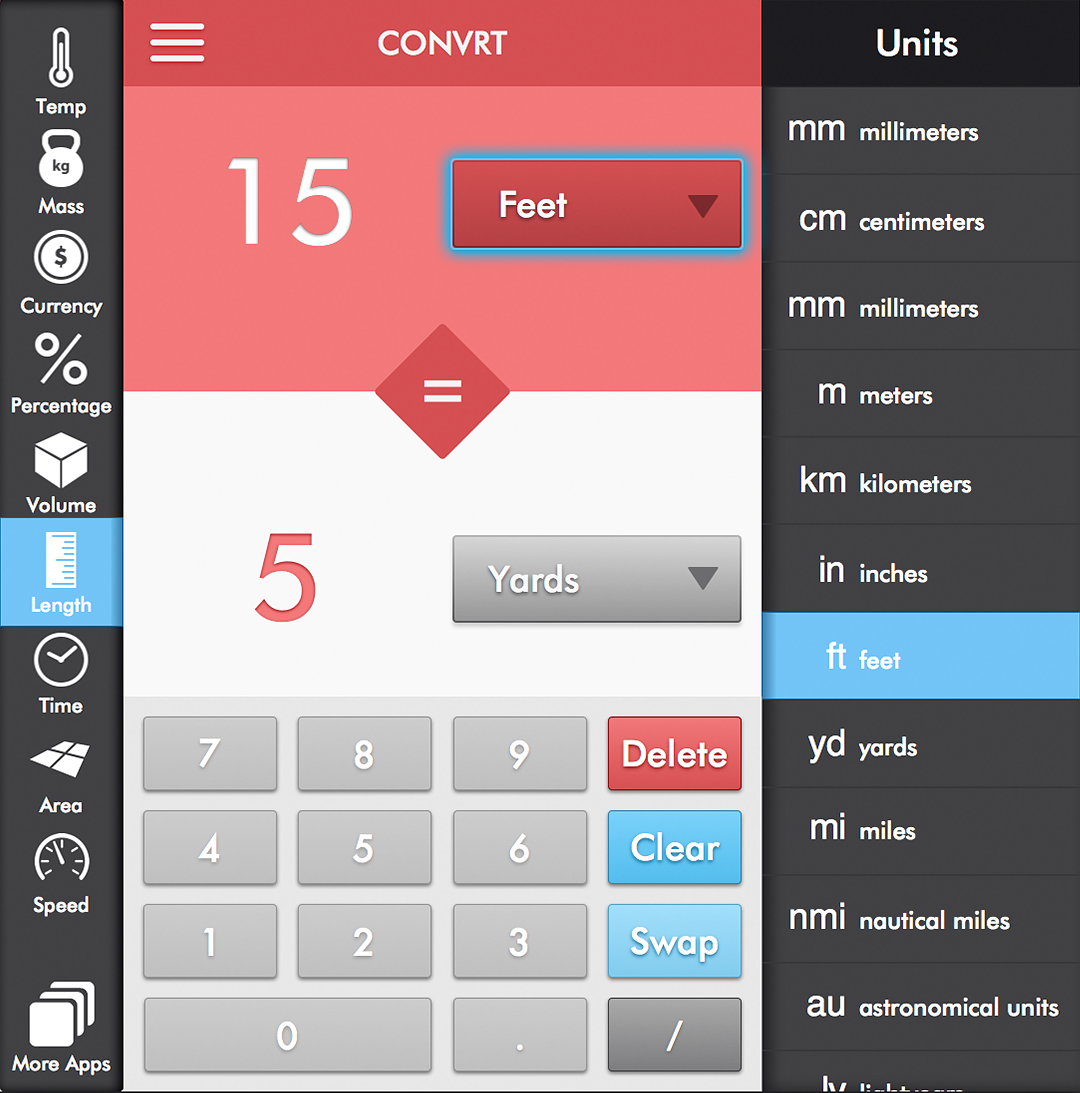 Temp
kg
Mass
$
Currency
%
Percentage
Volume
Length
Time
Area
Speed
More Apps
CONVRT
15 Feet
=
5 Yards
7 8 9 Delete
4 5 6 Clear
1 2 3 Swap
0 . /
Units
mm millimeters
cm centimeters
mm millimeters
m meters
km kilometers
in inches
ft feet
yd yards
mi miles
nmi nautical miles
au astronomical units